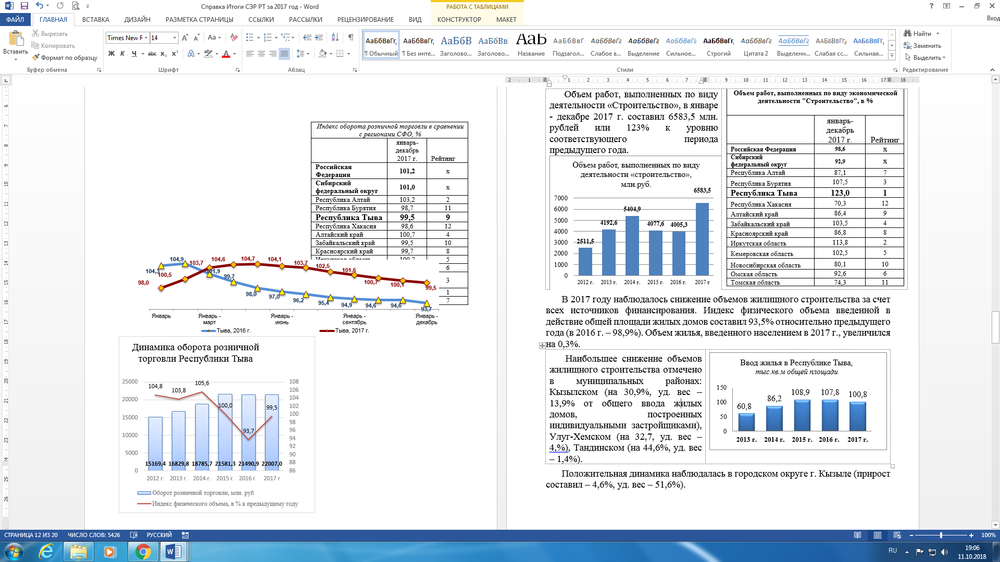 Справка Итоги СЭР РТ за 2017 год - Word
РАБОТА С ТАБЛИЦАМИ
ФАЙЛ ГЛАВНАЯ ВСТАВКА ДИЗАЙН РАЗМЕТКА СТРАНИЦЫ ССЫЛКИ РАССЫЛКИ РЕЦЕНЗИРОВАНИЕ ВИД КОНСТРУКТОР МАКЕТ Вход
Вставить
Вырезать
Копировать
Формат по образцу
Буфер обмена
Times New R 14
Шрифт
Абзац
АаБбВвГг, АаБбВвГг, АаБбВ АаБбВв АаБ АаБбВвГ АаБбВвГг АаБбВвГг АаБбВвГг АаБбВвГг, АаБбВвГг АаБбВвГг АаБбВвГг, АаБбВвГг,
¶ Обычный ¶ Без инте... Заголово... Заголово... Название Подзагол... Слабое в... Выделение Сильное... Строгий Цитата 2 Выделенн... Слабая сс... Сильная...
Стили
Найти
Заменить
Выделить
Редактирование
Индекс оборота розничной торговли в сравнении
с регионами СФО, %
январь-
декабрь
2017 г. Рейтинг
Российская
Федерация 101,2 х
Сибирский
федеральный округ 101,0 х
Республика Алтай 103,2 2
Республика Бурятия 98,7 11
Республика Тыва 99,5 9
Республика Хакасия 98,6 12
Алтайский край 100,7 4
Забайкальский край 99,5 10
Красноярский край 99,7 8
Иркутская область 100,7 5
6
3
1
7
104,3 104,9 101,9 99,7 98,0 97,0 96,2 95,4 94,9 94,6 94,6 93,7
98,0 100,5 103,7 104,6 104,7 104,1 103,7 102,5 101,6 100,7 100,1 99,5
Январь
Январь -
март
Январь -
июнь
Январь -
сентябрь
Январь -
декабрь
Тыва, 2016 г. Тыва, 2017 г.
Динамика оборота розничной
торговли Республики Тыва
25000
20000
15000
10000
5000
0
108
106
104
102
100
98
96
94
92
90
88
86
104,8 103,8 105,6 100,0 93,7 99,5
15169,4 16829,8 18785,7 21581,3 21490,9 22007,0
2012 г. 2013 г. 2014 г. 2015 г. 2016 г. 2017 г
Оборот розничной торговли, млн. руб
Индекс физического объема, в % к предыдущему году
Объем работ, выполненных по виду
деятельности «Строительство», в январе
- декабре 2017 г. составил 6583,5 млн.
рублей или 123% к уровню
соответствующего периода
предыдущего года.
Объем работ, выполненных по виду
деятельности «строительство»,
млн.руб.
7000
6000
5000
4000
3000
2000
1000
0
2511,5 4192,6 5404,9 4077,6 4005,3 6583,5
2012 г. 2013 г. 2014 г. 2015 г. 2016 г. 2017 г
Объем работ, выполненных по виду экономической
деятельности "Строительство", в %
январь-
декабрь
2017 г. Рейтинг
Российская Федерация 98,6 х
Сибирский
федеральный округ 92,9 х
Республика Алтай 87,1 7
Республика Бурятия 107,5 3
Республика Тыва 123,0 1
Республика Хакасия 70,3 12
Алтайский край 86,4 9
Забайкальский край 103,5 4
Красноярский край 86,8 8
Иркутская область 113,8 2
Кемеровская область 102,5 5
Новосибирская область 80,1 10
Омская область 92,6 6
Томская область 74,3 11
В 2017 году наблюдалось снижение объемов жилищного строительства за счет
всех источников финансирования. Индекс физического объема введенной в
действие общей площади жилых домов составил 93,5% относительно предыдущего
года (в 2016 г. – 98,9%). Объем жилья, введенного населением в 2017 г., увеличился
на 0,3%.
Наибольшее снижение объемов
жилищного строительства отмечено
в муниципальных районах:
Кызылском (на 30,9%, уд. вес –
13,9% от общего ввода жилых
домов, построенных
индивидуальными застройщиками),
Улуг-Хемском (на 32,7, уд. вес –
4,%), Тандинском (на 44,6%, уд. вес
– 1,4%).
Ввод жилья в Республике Тыва,
тыс.кв.м общей площади
150
100
50
0
60,8 86,2 108,9 107,8 100,8
2013 г. 2014 г. 2015 г. 2016 г. 2017 г.
Положительная динамика наблюдалась в городском округе г. Кызыле (прирост
составил – 4,6%, уд. вес – 51,6%).
СТРАНИЦА 12 ИЗ 20 ЧИСЛО СЛОВ: 5426 РУССКИЙ 100%
RU 19:06
11.10.2018